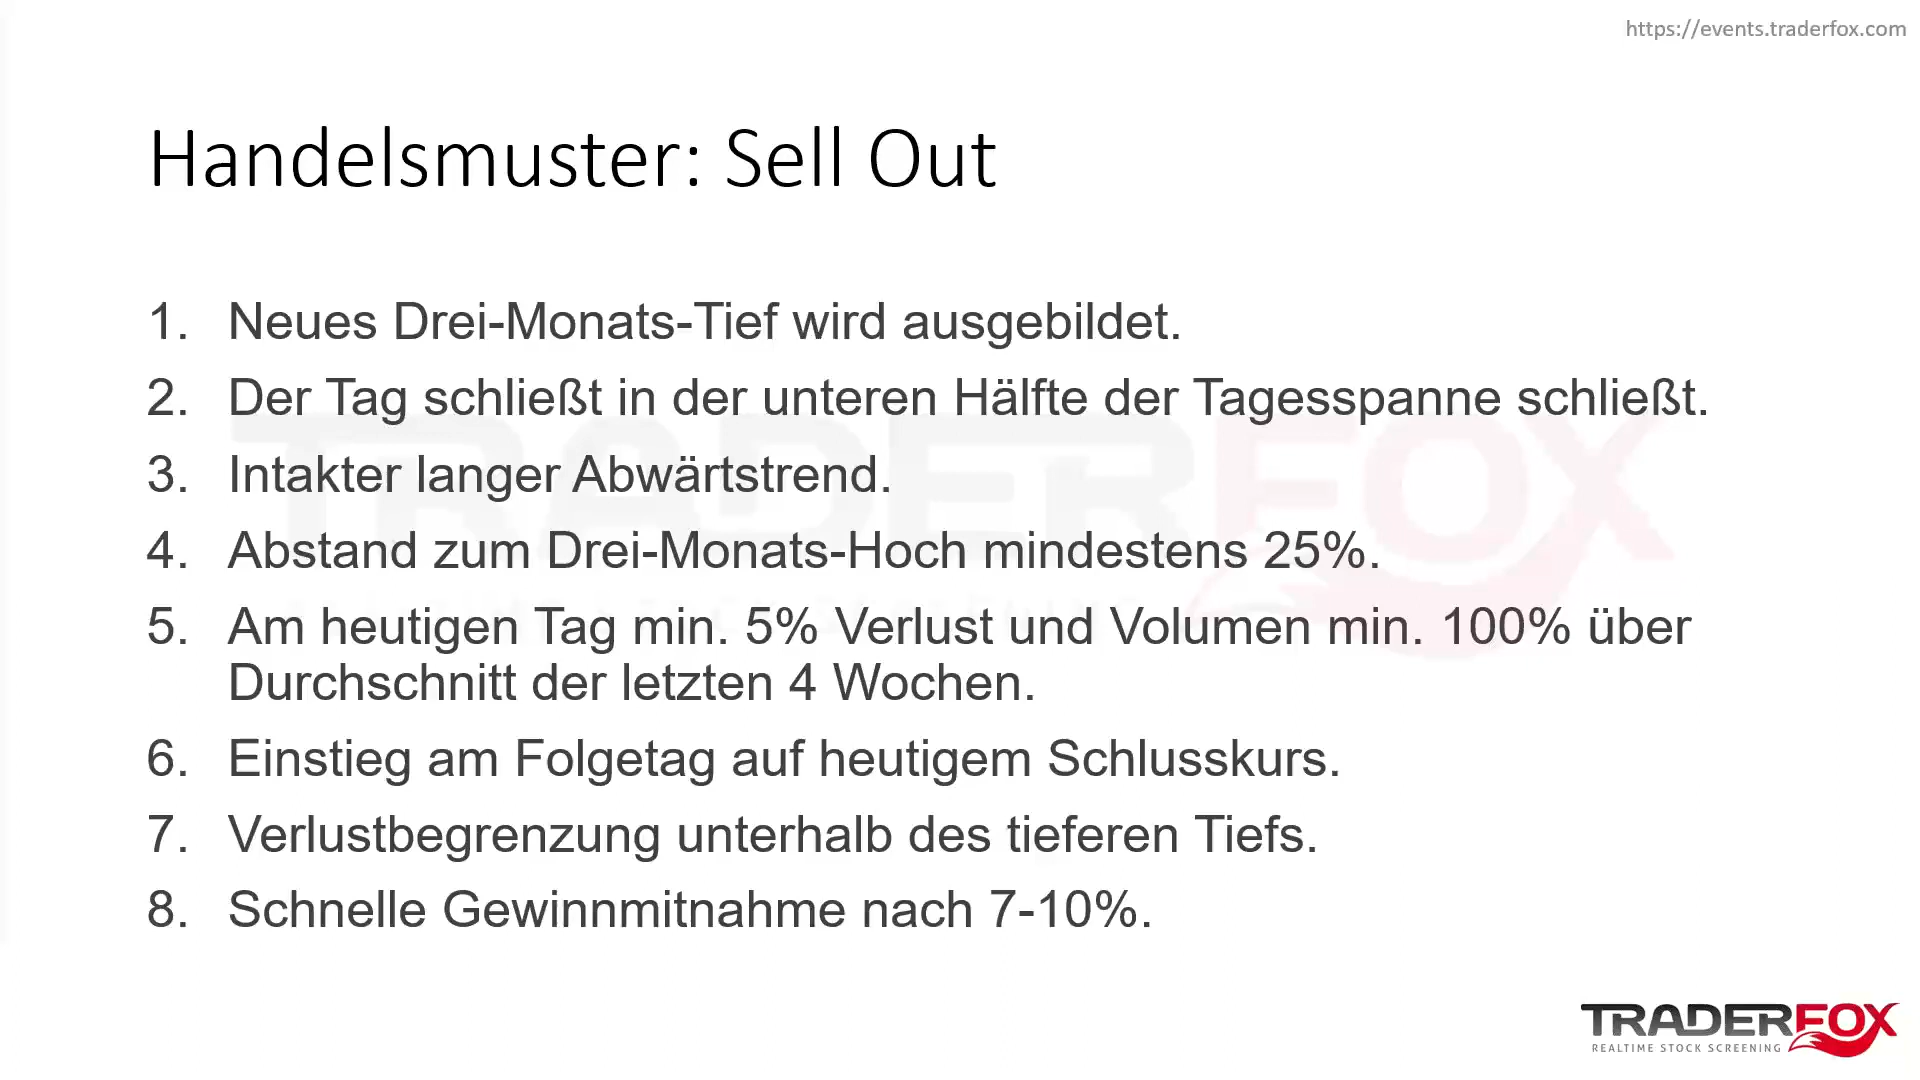 https://events.traderfox.com
Handelsmuster: Sell Out
1. Neues Drei-Monats-Tief wird ausgebildet.
2. Der Tag schließt in der unteren Hälfte der Tagesspanne schließt.
3. Intakter langer Abwärtstrend.
4. Abstand zum Drei-Monats-Hoch mindestens 25%.
5. Am heutigen Tag min. 5% Verlust und Volumen min. 100% über
Durchschnitt der letzten 4 Wochen.
6. Einstieg am Folgetag auf heutigem Schlusskurs.
7. Verlustbegrenzung unterhalb des tieferen Tiefs.
8. Schnelle Gewinnmitnahme nach 7-10%.
TRADERFOX
REALTIME STOCK SCREENING